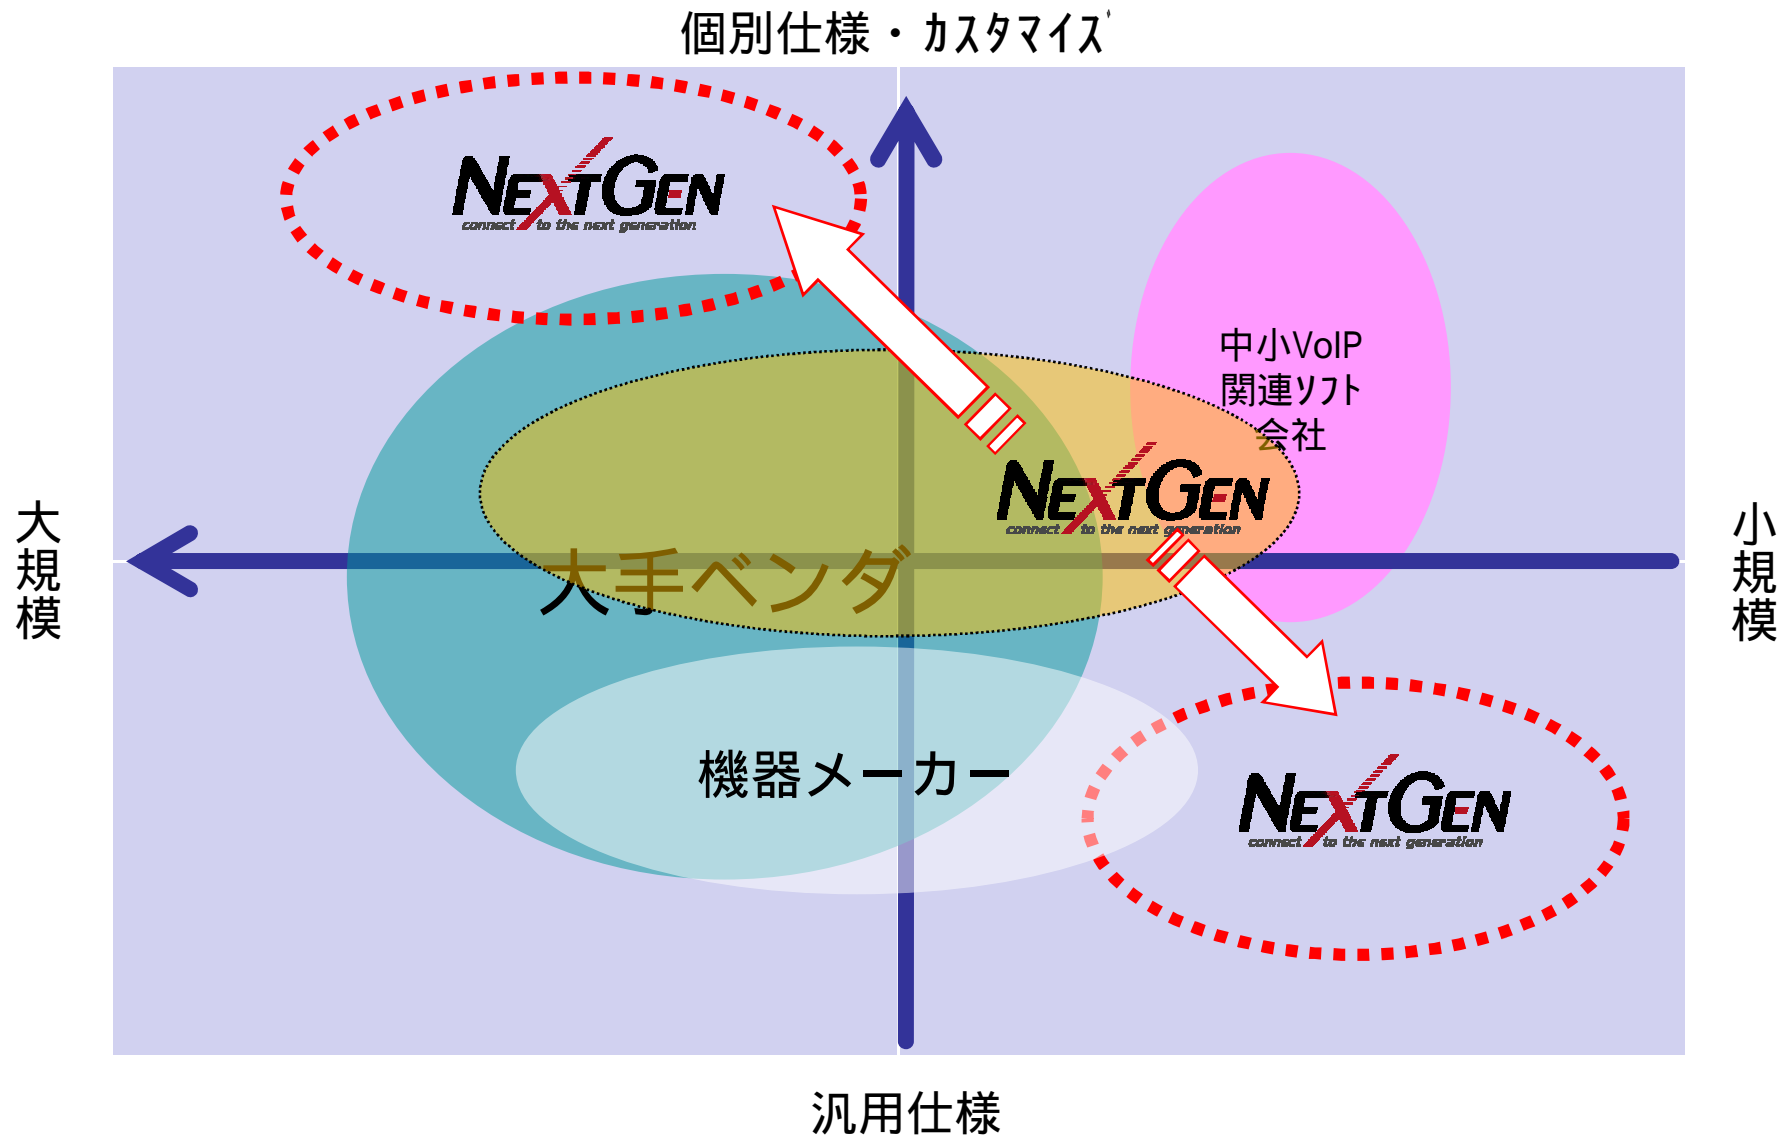 個別仕様・ｶｽﾀﾏｲｽﾞ
NEXTGEN
connect to the next generation
中小VoIP
関連ｿﾌﾄ
会社
NEXTGEN
connect to the next generation
大規模
小規模
大手ベンダ
機器メーカー
NEXTGEN
connect to the next generation
汎用仕様